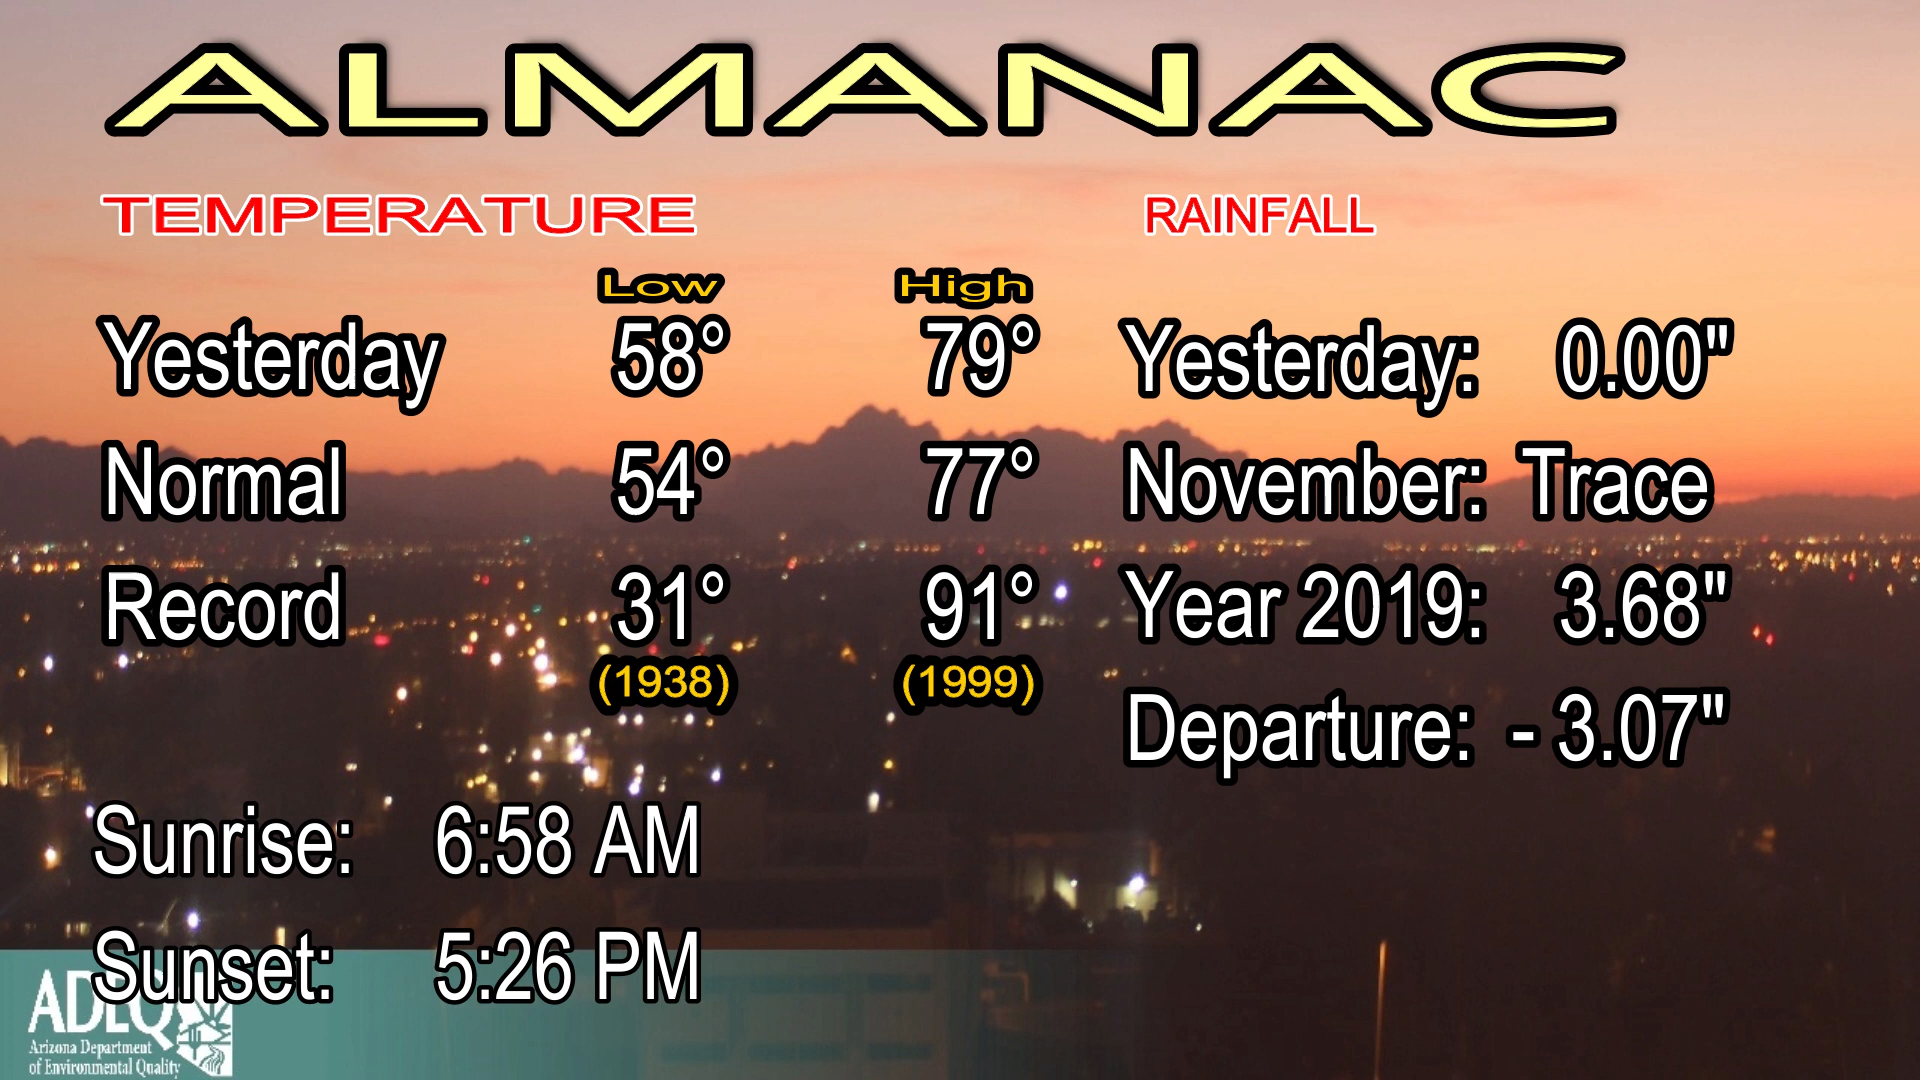 ALMANAC
TEMPERATURE
Low High
Yesterday 58° 79°
Normal 54° 77°
Record 31° 91°
(1938) (1999)
RAINFALL
Yesterday: 0.00"
November: Trace
Year 2019: 3.68"
Departure: - 3.07"
Sunrise: 6:58 AM
Sunset: 5:26 PM
ADEQ
Arizona Department
of Environmental Quality